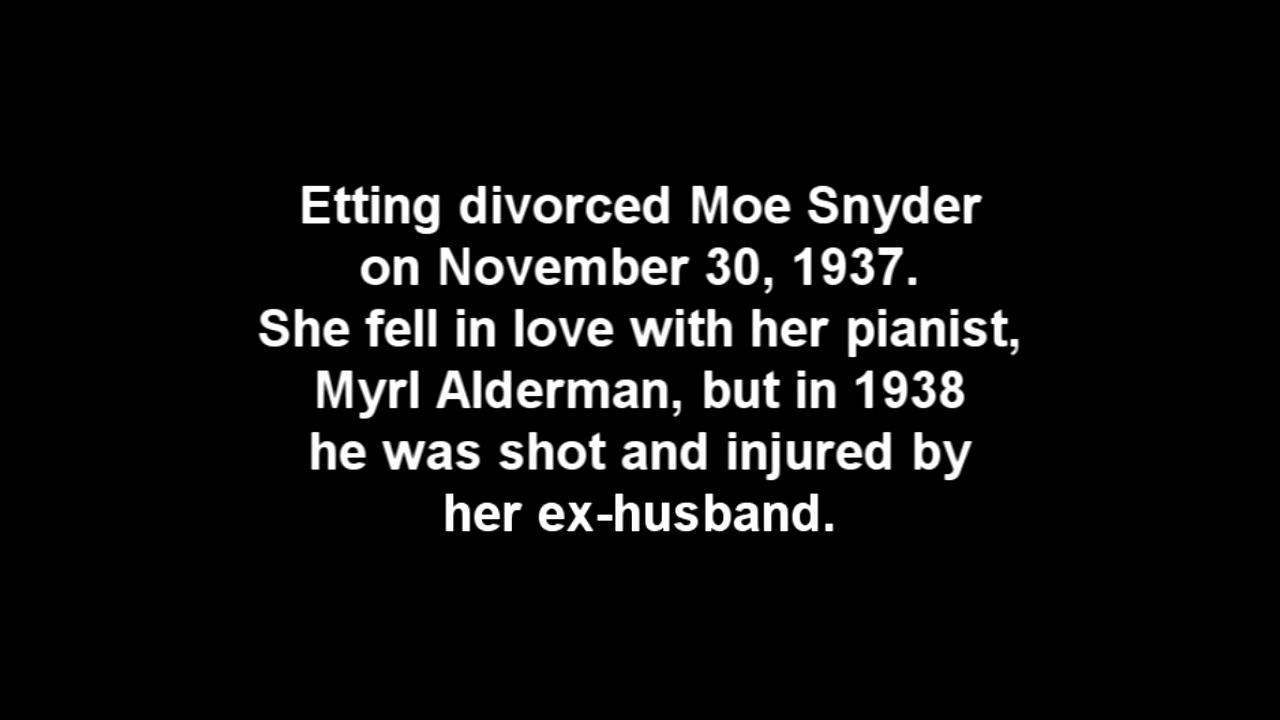 Etting divorced Moe Snyder
on November 30, 1937.
She fell in love with her pianist,
Myrl Alderman, but in 1938
he was shot and injured by
her ex-husband.